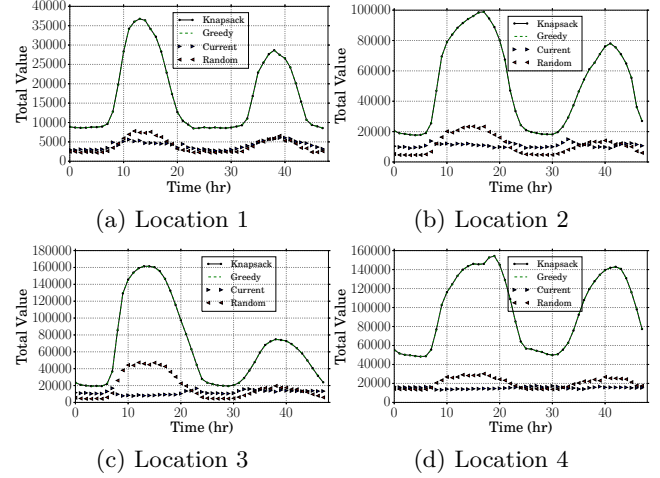 40000
35000
30000
25000
20000
15000
10000
5000
0
Total Value
Knapsack
Greedy
Current
Random
0 10 20 30 40
Time (hr)
(a) Location 1
100000
80000
60000
40000
20000
0
Total Value
Knapsack
Greedy
Current
Random
0 10 20 30 40
Time (hr)
(b) Location 2
180000
160000
140000
120000
100000
80000
60000
40000
20000
0
Total Value
Knapsack
Greedy
Current
Random
0 10 20 30 40
Time (hr)
(c) Location 3
160000
140000
120000
100000
80000
60000
40000
20000
0
Total Value
Knapsack
Greedy
Current
Random
0 10 20 30 40
Time (hr)
(d) Location 4